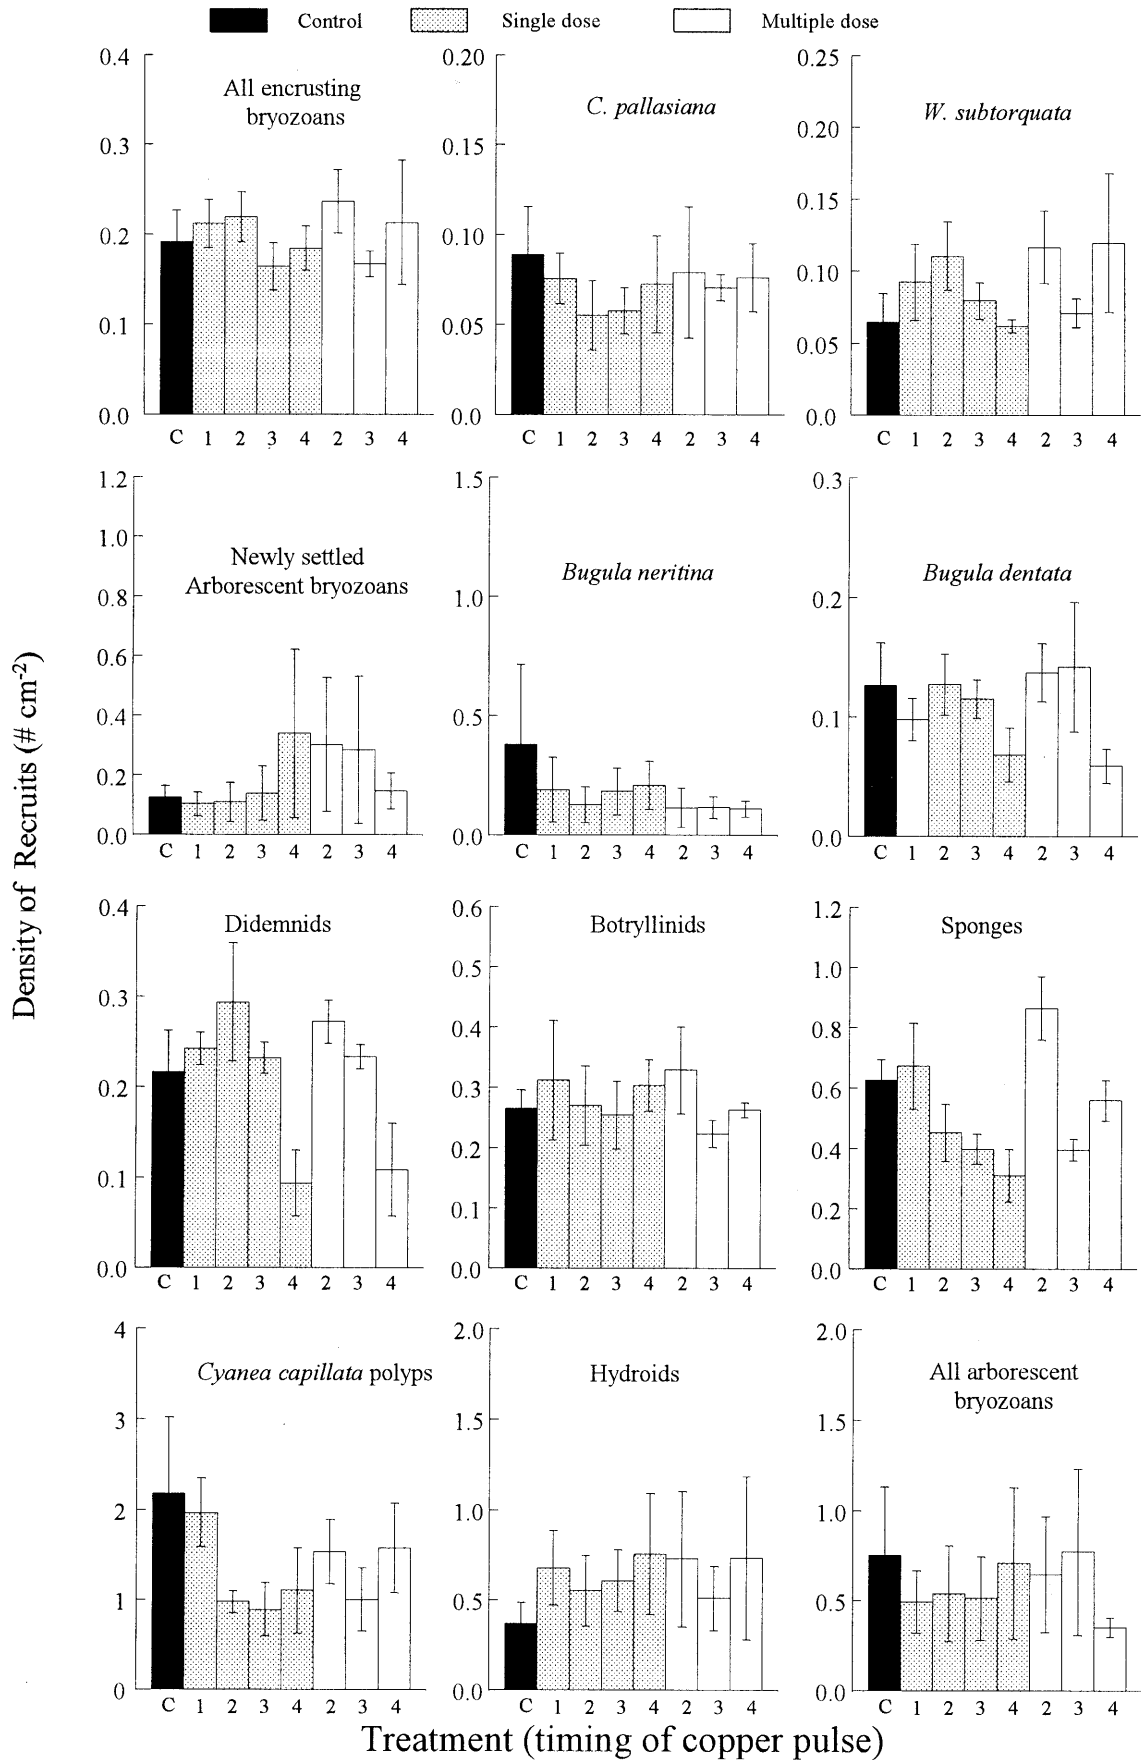 Control Single dose Multiple dose
0.4 0.20 0.25
All encrusting
bryozoans
C. pallasiana
W. subtorquata
0.20
0.3 0.15
0.15
0.2 0.10
0.10
0.1 0.05
0.05
0.0 0.00 0.0
C 1 2 3 4 2 3 4 C 1 2 3 4 2 3 4 C 1 2 3 4 2 3 4
1.2 1.5 0.3
1.0
Newly settled
Arborescent bryozoans
Bugula neritina
Bugula dentata
0.8 1.0 0.2
0.6
0.4 0.5 0.1
0.2
0.0 0.0 0.0
C 1 2 3 4 2 3 4 C 1 2 3 4 2 3 4 C 1 2 3 4 2 3 4
Density of Recruits (# cm-2)
0.4 0.6 1.2
Didemnids Botryllinids Sponges
0.5 1.0
0.3 0.4 0.8
0.2 0.3 0.6
0.2 0.4
0.1 0.1 0.2
0.0 0.0 0.0
C 1 2 3 4 2 3 4 C 1 2 3 4 2 3 4 C 1 2 3 4 2 3 4
4 2.0 2.0
Cyanea capillata polyps Hydroids
All arborescent
bryozoans
3 1.5 1.5
2 1.0 1.0
1 0.5 0.5
0 0.0 0.0
C 1 2 3 4 2 3 4 C 1 2 3 4 2 3 4 C 1 2 3 4 2 3 4
Treatment (timing of copper pulse)